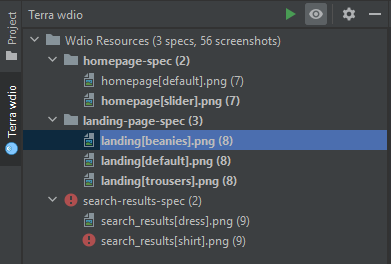 Terra wdio
Project
Terra wdio
Wdio Resources (3 specs, 56 screenshots)
homepage-spec (2)
homepage[default].png (7)
homepage[slider].png (7)
landing-page-spec (3)
landing[beanies].png (8)
landing[default].png (8)
landing[trousers].png (8)
search-results-spec (2)
search_results[dress].png (9)
search_results[shirt].png (9)